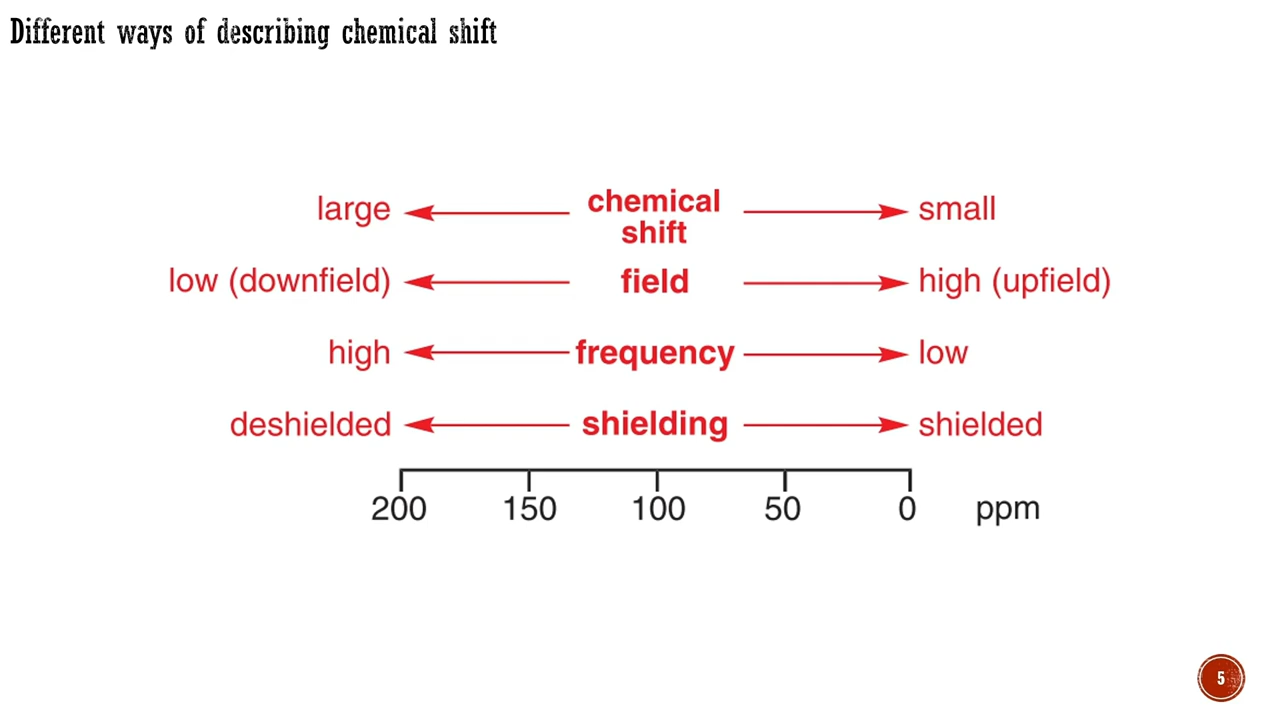 Different ways of describing chemical shift
large chemical shift small
low (downfield) field high (upfield)
high frequency low
deshielded shielding shielded
200 150 100 50 0 ppm
5